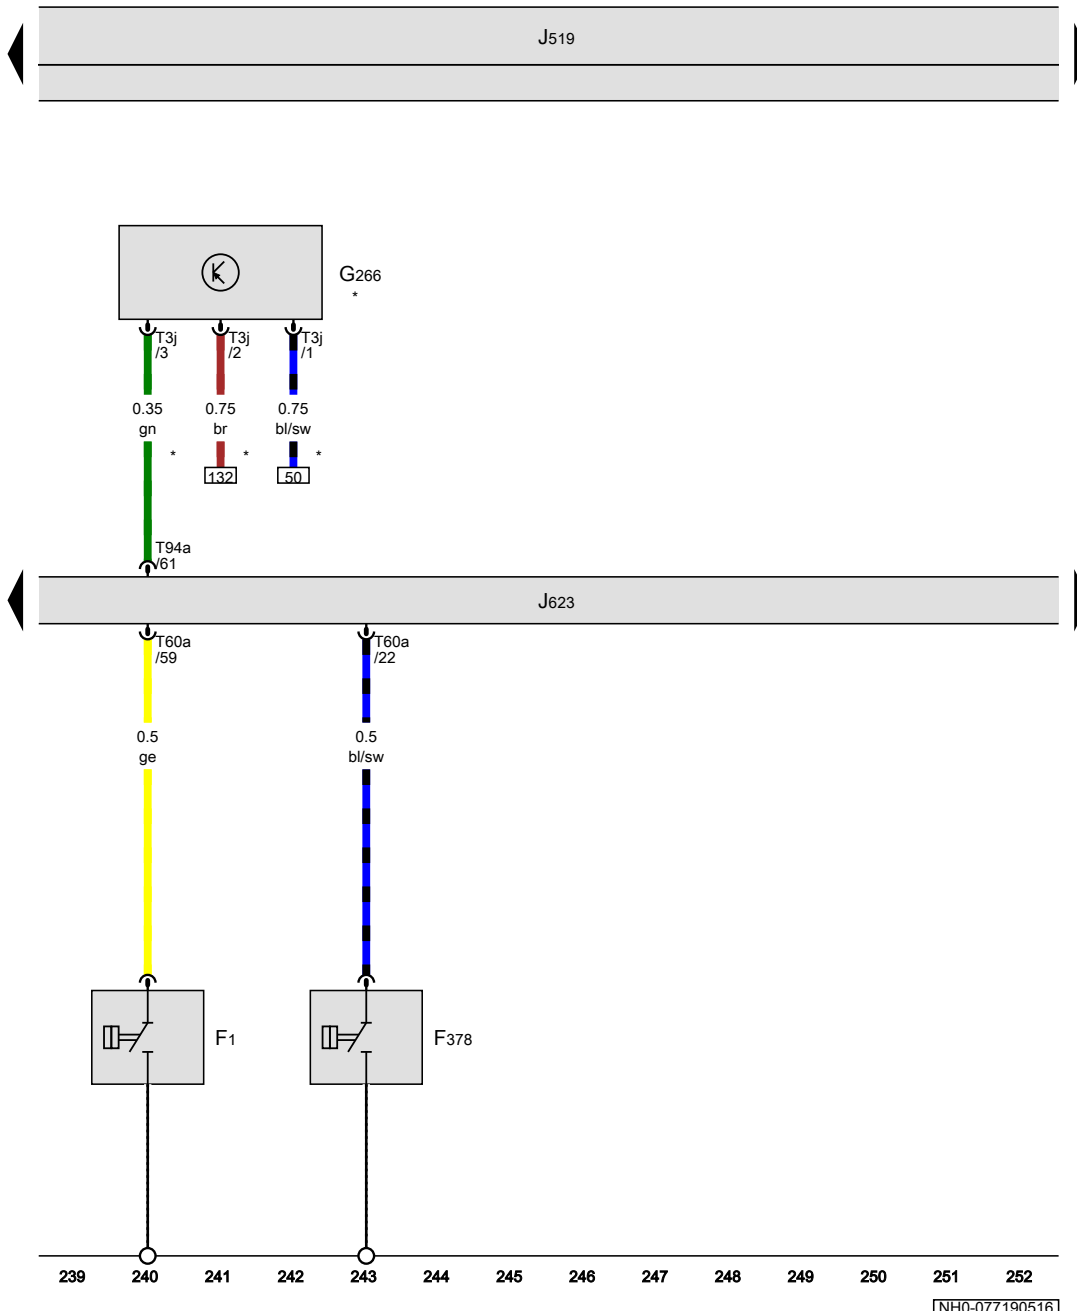 J519
G266
*
T3j
/3
T3j
/2
T3j
/1
0.35
gn
0.75
br
0.75
bl/sw
*
*
*
132
50
T94a
/61
J623
T60a
/59
T60a
/22
0.5
ge
0.5
bl/sw
F1
F378
239 240 241 242 243 244 245 246 247 248 249 250 251 252
NH0-077190516